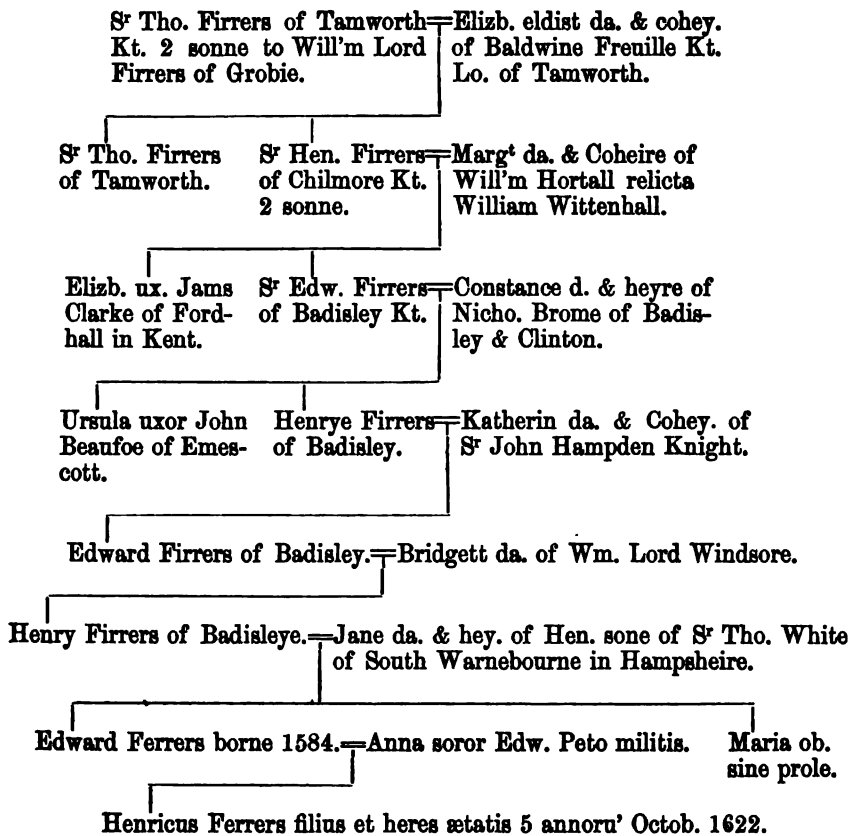 Sʳ Tho. Firrers of Tamworth=Elizb. eldist da. & cohey.
Kt. 2 sonne to Will'm Lord of Baldwine Freuille Kt.
Firrers of Grobie. Lo. of Tamworth.
Sʳ Tho. Firrers
of Tamworth.
Sʳ Hen. Firrers=Margᵗ da. & Coheire of
of Chilmore Kt. Will'm Hortall relicta
2 sonne. William Wittenhall.
Elizb. ux. Jams
Clarke of Ford-
hall in Kent.
Sʳ Edw. Firrers=Constance d. & heyre of
of Badisley Kt. Nicho. Brome of Badis-
ley & Clinton.
Ursula uxor John
Beaufoe of Emes-
cott.
Henrye Firrers=Katherin da. & Cohey. of
of Badisley. Sʳ John Hampden Knight.
Edward Firrers of Badisley.=Bridgett da. of Wm. Lord Windsore.
Henry Firrers of Badisleye.=Jane da. & hey. of Hen. sone of Sʳ Tho. White
of South Warnebourne in Hampsheire.
Edward Ferrers borne 1584.=Anna soror Edw. Peto militis.
Maria ob.
sine prole.
Henricus Ferrers filius et heres ætatis 5 annoru' Octob. 1622.